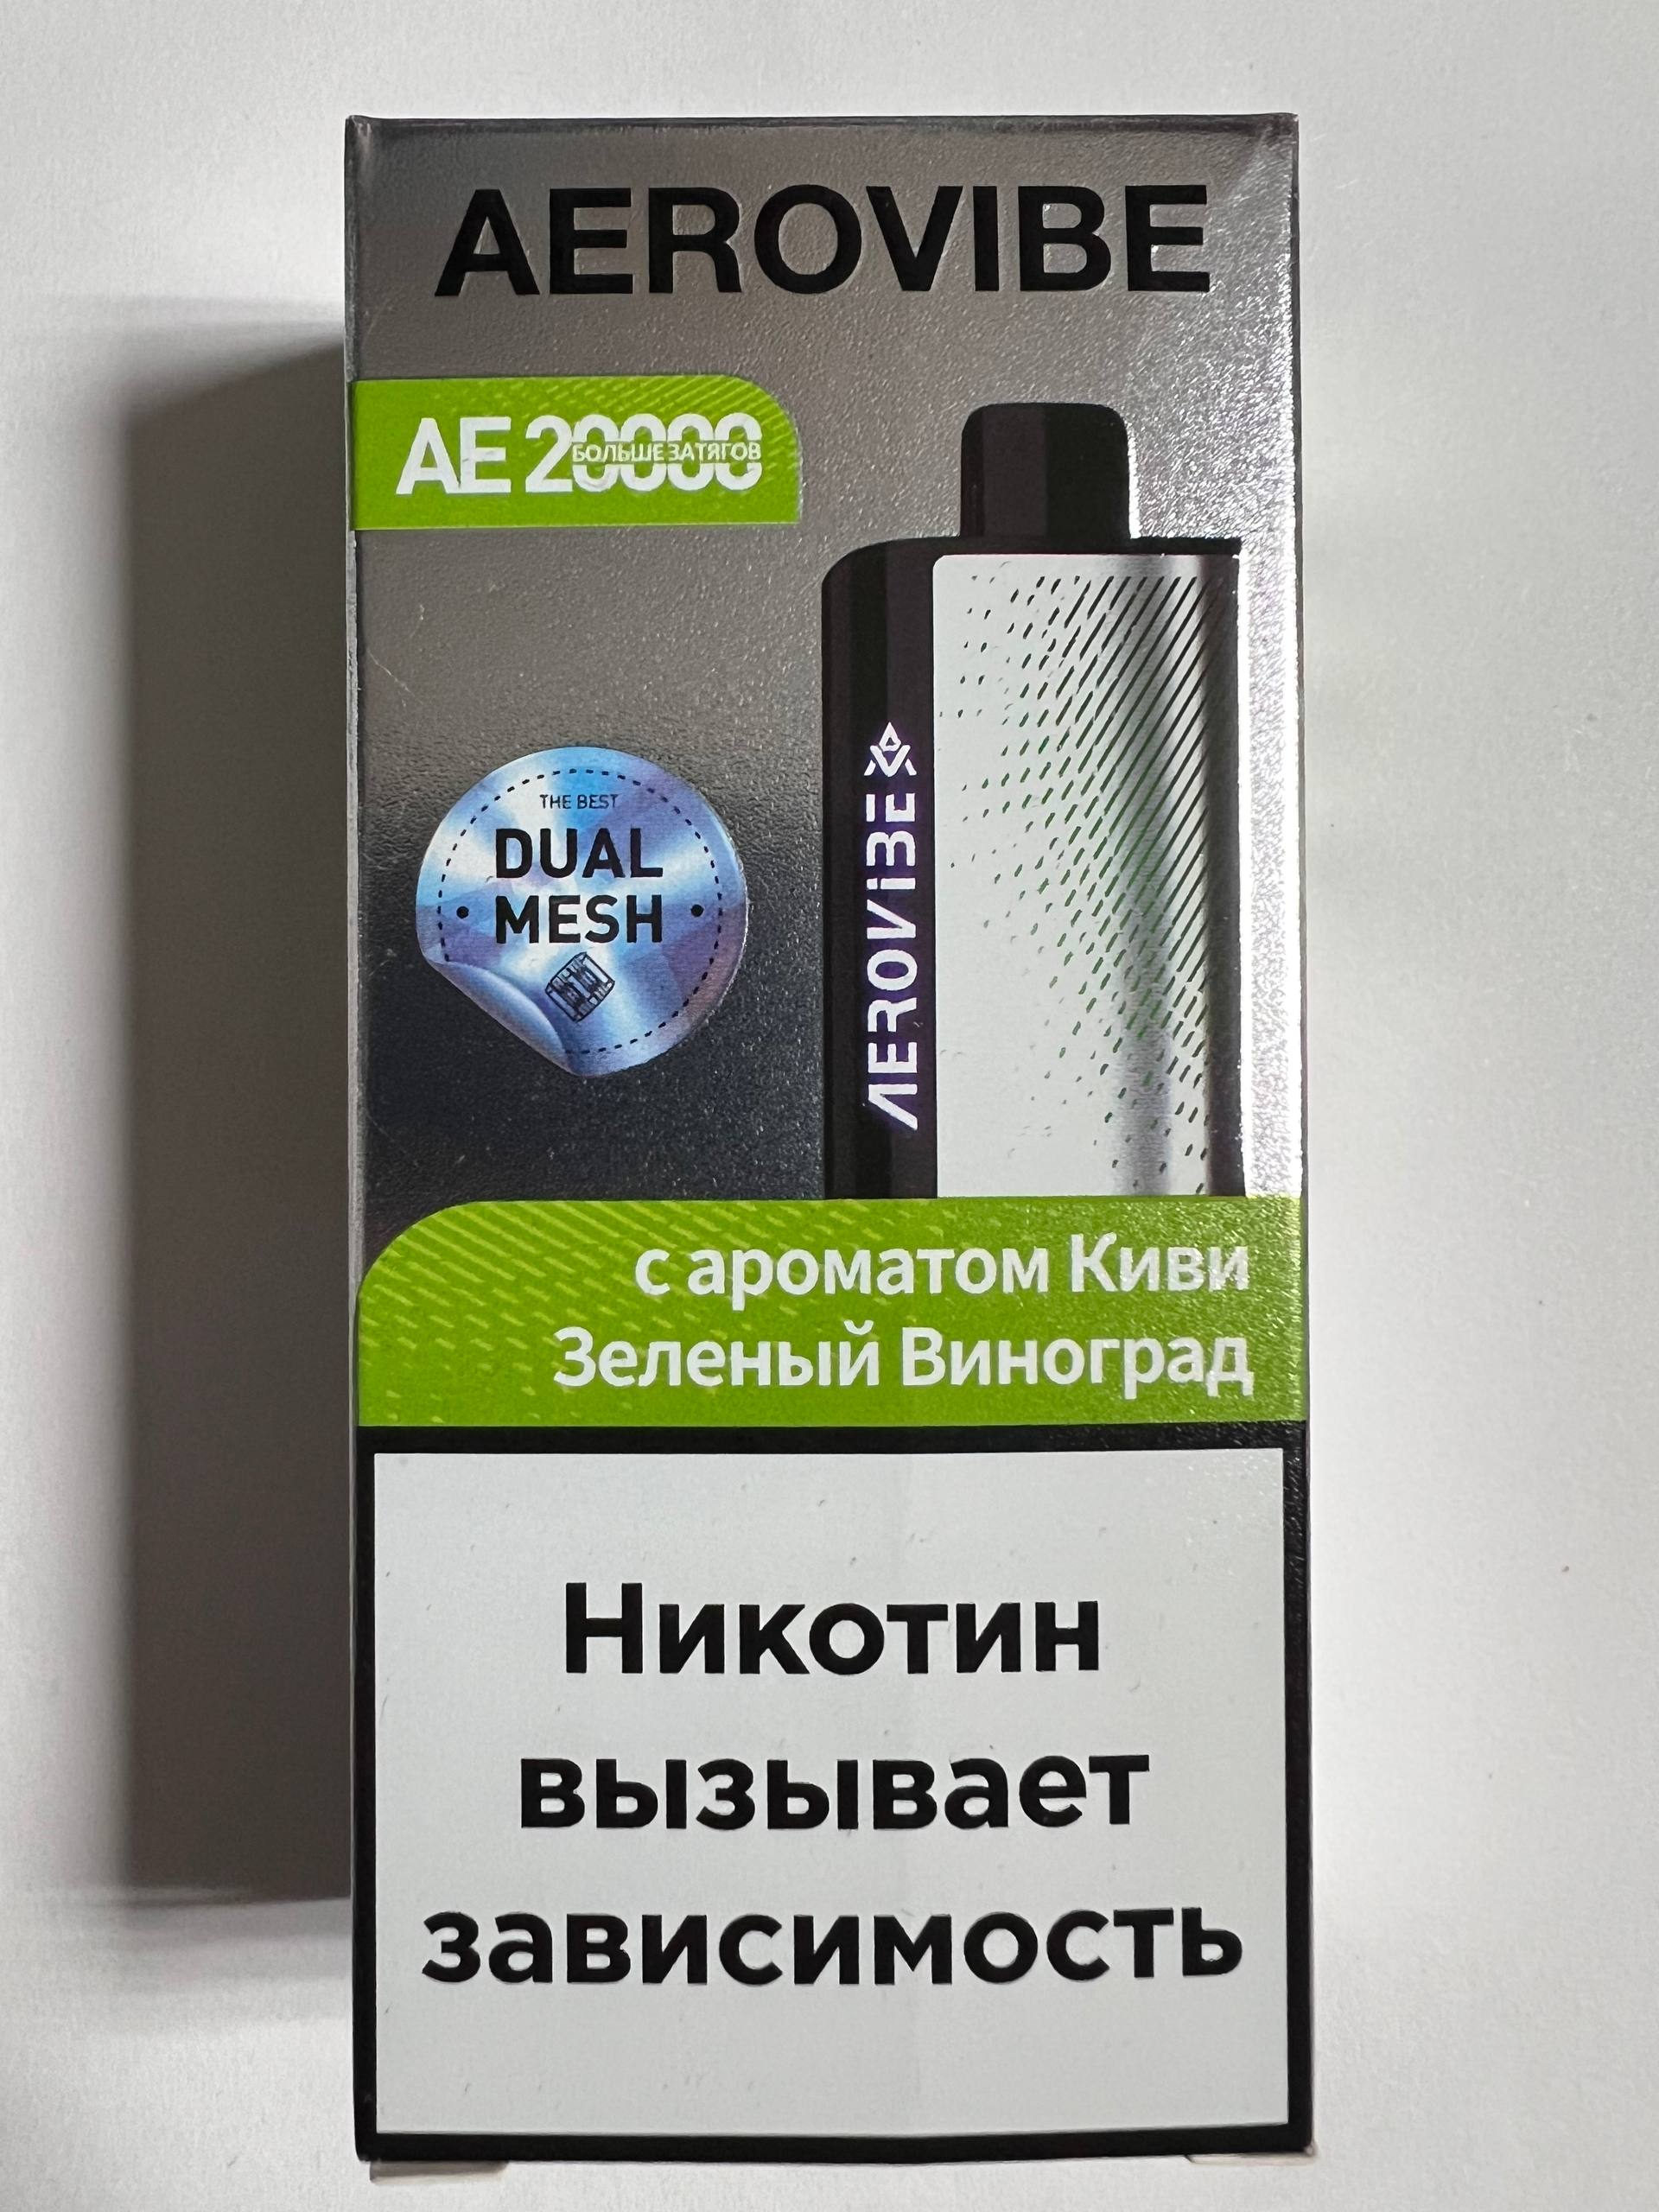 AEROVIBE
AE 20000
БОЛЬШЕ ЗАТЯГОВ
THE BEST
DUAL
MESH
AEROVIBE
с ароматом Киви
Зеленый Виноград
Никотин
вызывает
зависимость